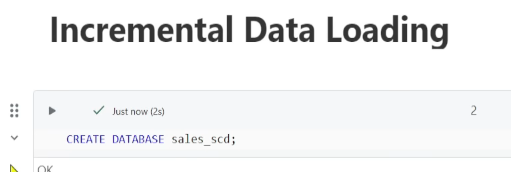 Incremental Data Loading
Just now (2s)
2
CREATE DATABASE sales_scd;
OK